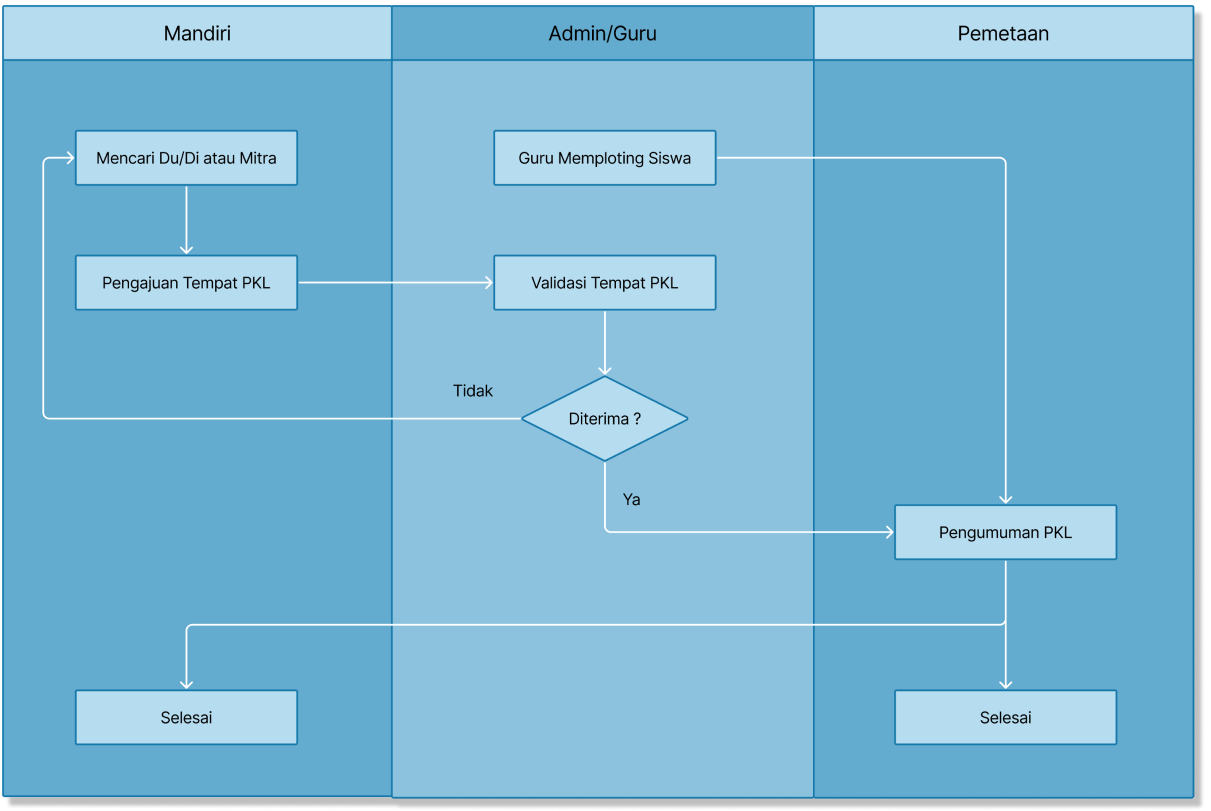 Mandiri
Admin/Guru
Pemetaan
Mencari Du/Di atau Mitra
Guru Memploting Siswa
Pengajuan Tempat PKL
Validasi Tempat PKL
Tidak
Diterima ?
Ya
Pengumuman PKL
Selesai
Selesai